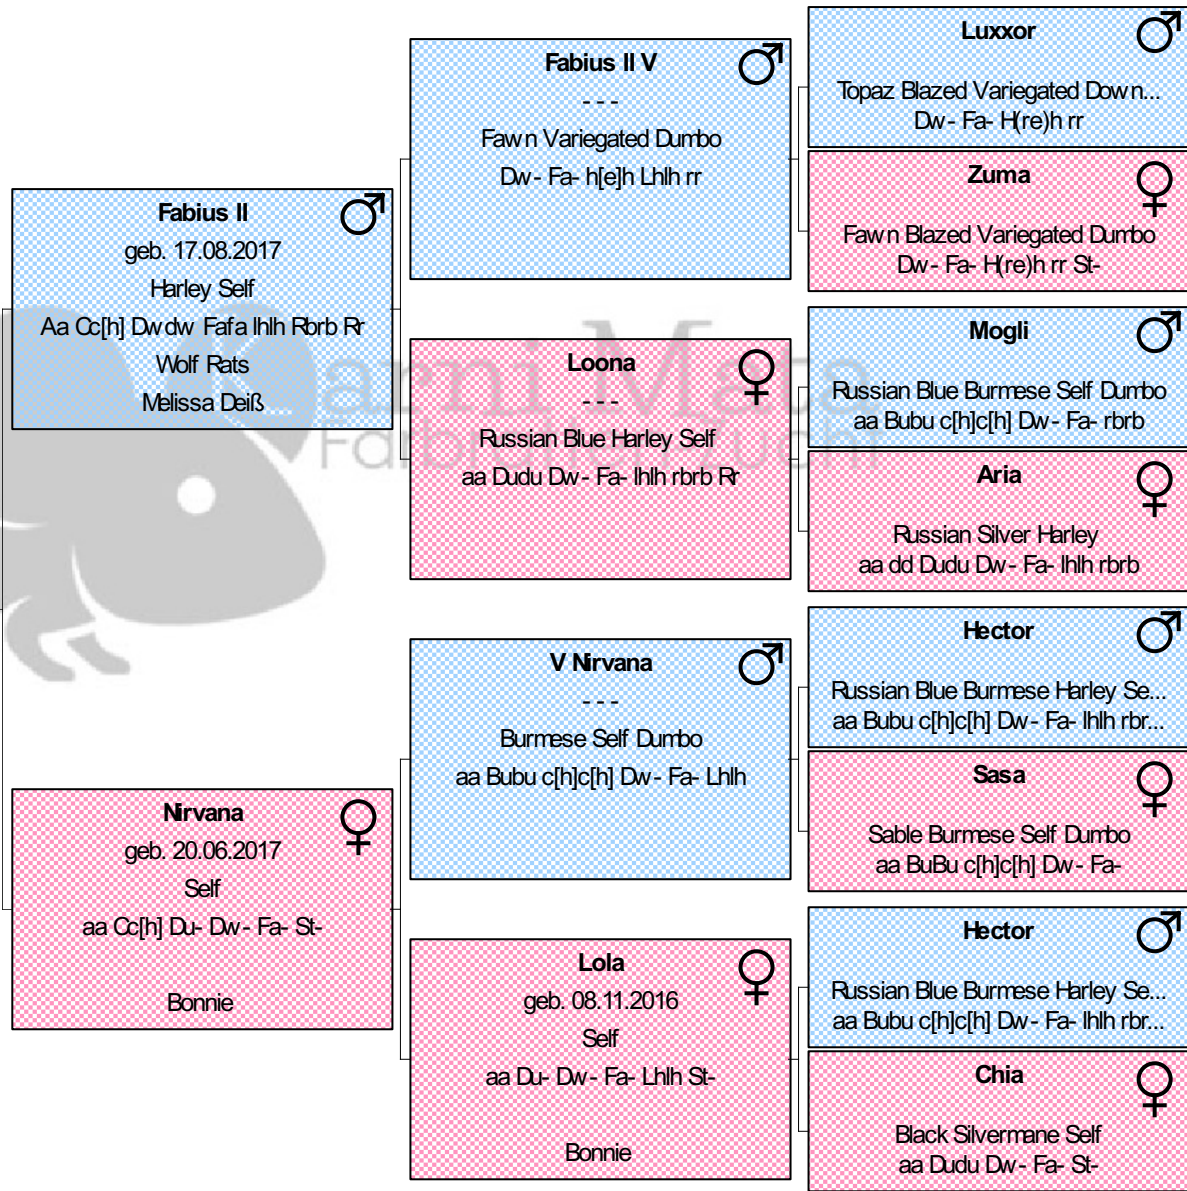 Fabius II
geb. 17.08.2017
Harley Self
Aa Cc[h] Dwdw Fafa lhlh Rbrb Rr
Wolf Rats
Melissa Deiß
Nirvana
geb. 20.06.2017
Self
aa Cc[h] Du- Dw- Fa- St-
Bonnie
Fabius II V
- - -
Fawn Variegated Dumbo
Dw- Fa- h[e]h Lhlh rr
Loona
- - -
Russian Blue Harley Self
aa Dudu Dw- Fa- lhlh rbrb Rr
V Nirvana
- - -
Burmese Self Dumbo
aa Bubu c[h]c[h] Dw- Fa- Lhlh
Lola
geb. 08.11.2016
Self
aa Du- Dw- Fa- Lhlh St-
Bonnie
Luxxor
Topaz Blazed Variegated Down...
Dw- Fa- H(re)h rr
Zuma
Fawn Blazed Variegated Dumbo
Dw- Fa- H(re)h rr St-
Mogli
Russian Blue Burmese Self Dumbo
aa Bubu c[h]c[h] Dw- Fa- rbrb
Aria
Russian Silver Harley
aa dd Dudu Dw- Fa- lhlh rbrb
Hector
Russian Blue Burmese Harley Se...
aa Bubu c[h]c[h] Dw- Fa- lhlh rbr...
Sasa
Sable Burmese Self Dumbo
aa BuBu c[h]c[h] Dw- Fa-
Hector
Russian Blue Burmese Harley Se...
aa Bubu c[h]c[h] Dw- Fa- lhlh rbr...
Chia
Black Silvermane Self
aa Dudu Dw- Fa- St-